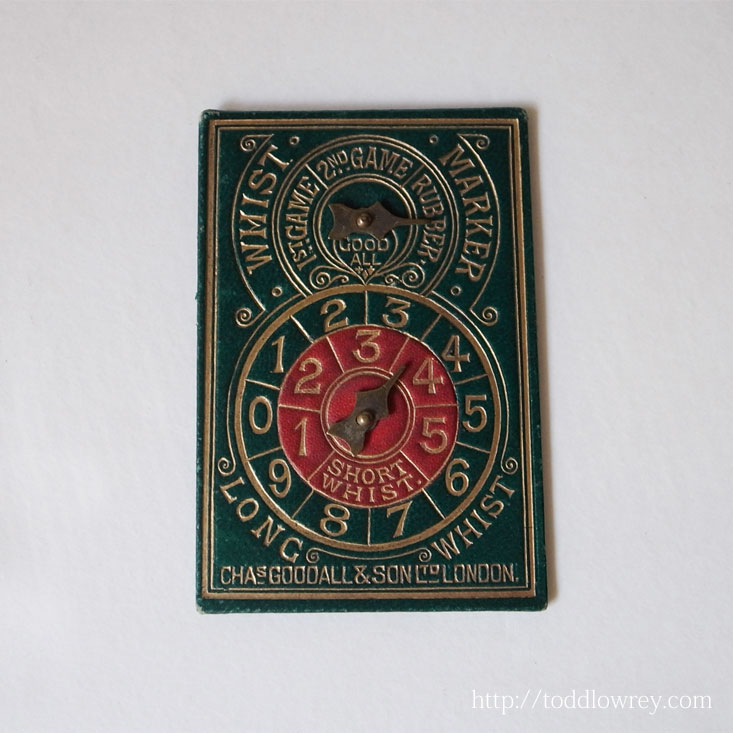 WHIST MARKER
1ST GAME 2ND GAME RUBBER.
GOOD
ALL
0 1 2 3 4 5 6 7 8 9
1 2 3 4 5
SHORT
WHIST.
LONG WHIST
CHAS GOODALL & SON LTD LONDON.
http://toddlowrey.com